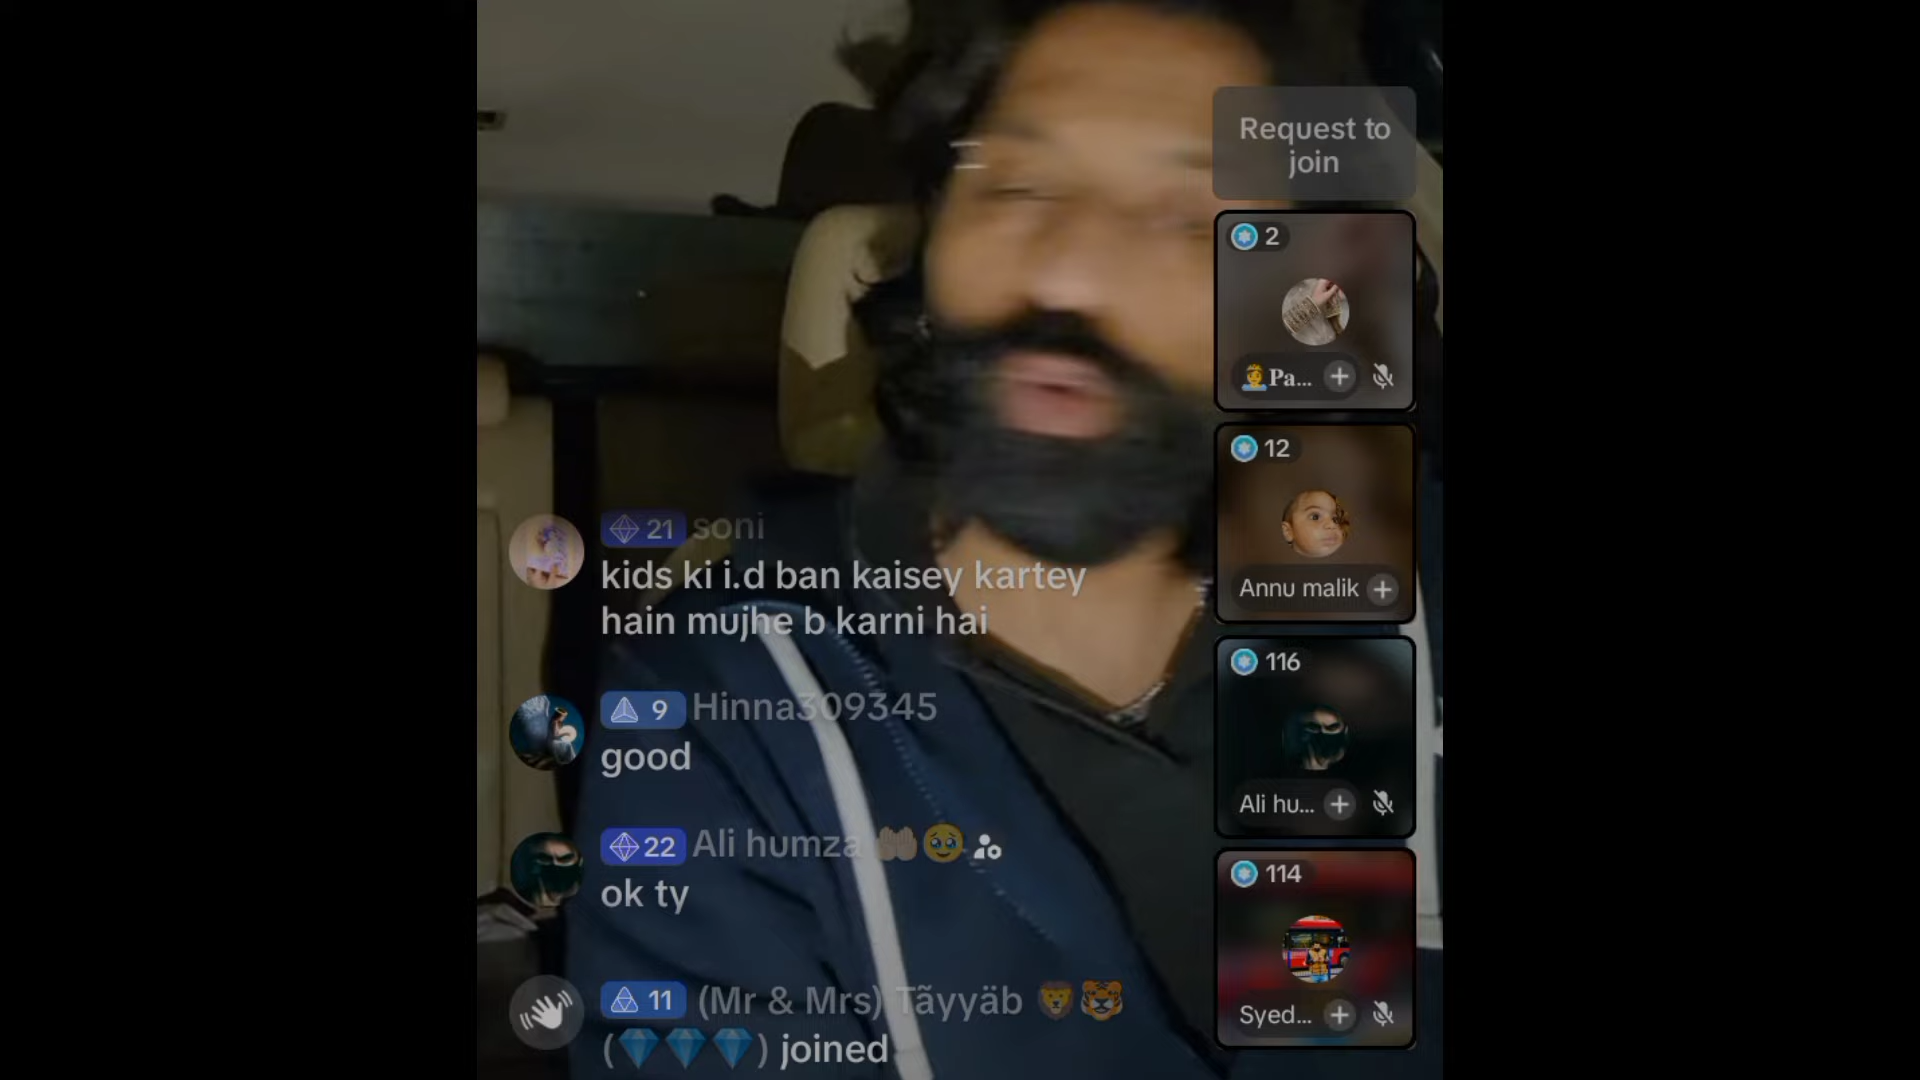 Request to
join
2
Pa...
12
Annu malik
116
Ali hu...
114
Syed...
21 soni
kids ki i.d ban kaisey kartey
hain mujhe b karni hai
9 Hinna309345
good
22 Ali humza 🤲🏼🥹
ok ty
11 (Mr & Mrs) Tãyyäb 🦁🐯
(💎💎💎) joined